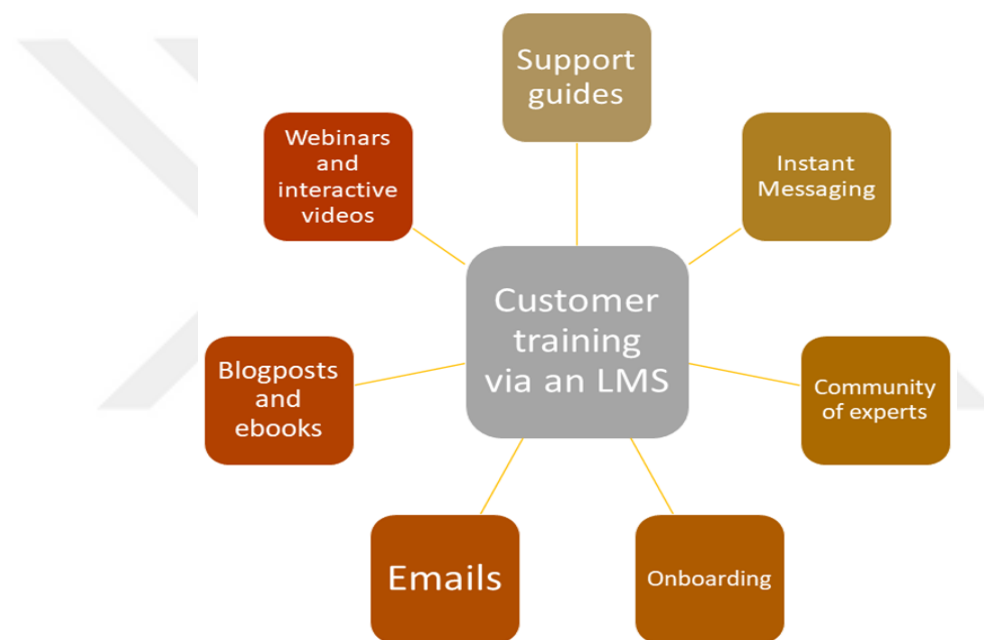 Support
guides
Webinars
and
interactive
videos
Instant
Messaging
Customer
training
via an LMS
Blogposts
and
ebooks
Community
of experts
Emails
Onboarding